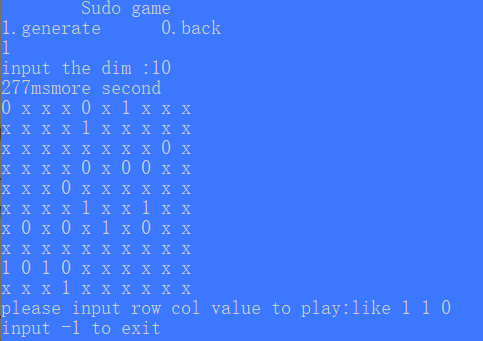 Sudo game
1.generate 0.back
1
input the dim :10
277msmore second
0 x x x 0 x 1 x x x
x x x x 1 x x x x x
x x x x x x x x 0 x
x x x x 0 x 0 0 x x
x x x 0 x x x x x x
x x x x 1 x x 1 x x
x 0 x 0 x 1 x 0 x x
x x x x x x x x x x
1 0 1 0 x x x x x x
x x x 1 x x x x x x
please input row col value to play:like 1 1 0
input -1 to exit